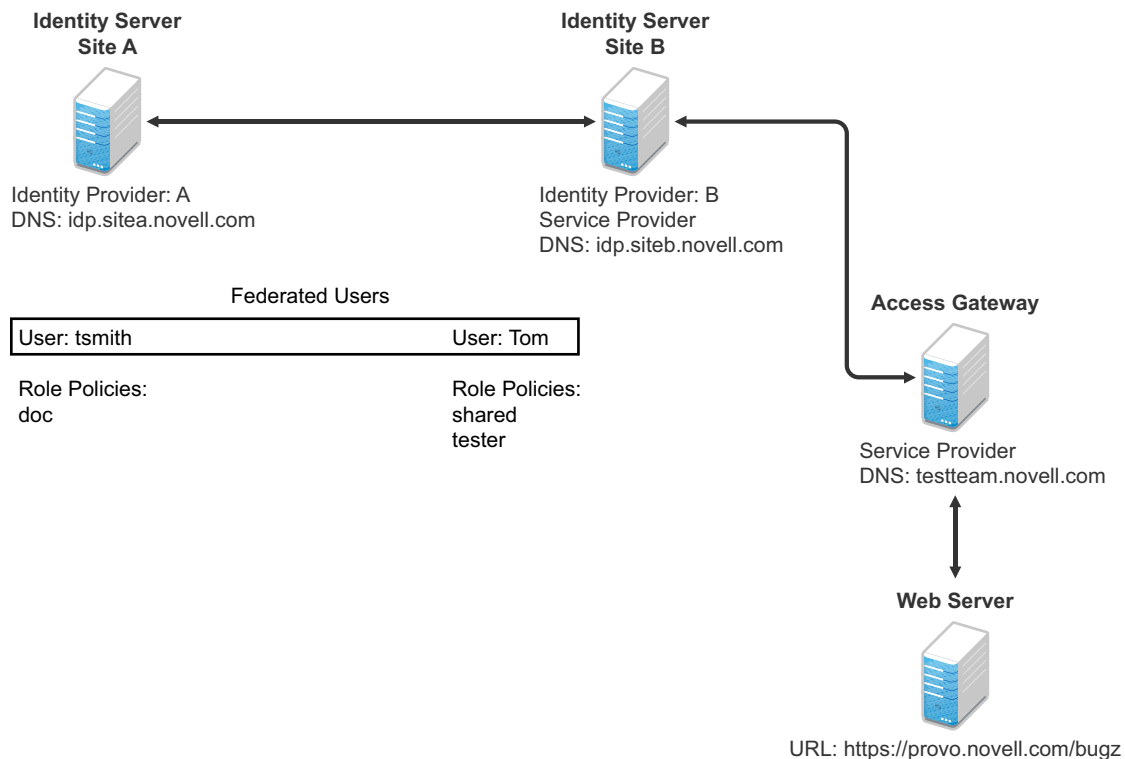 Identity Server
Site A
Identity Server
Site B
Identity Provider: A
DNS: idp.sitea.novell.com
Identity Provider: B
Service Provider
DNS: idp.siteb.novell.com
Federated Users
User: tsmith
User: Tom
Role Policies:
doc
Role Policies:
shared
tester
Access Gateway
Service Provider
DNS: testteam.novell.com
Web Server
URL: https://provo.novell.com/bugz